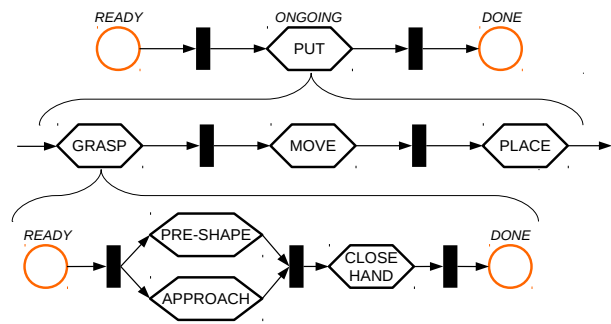 READY
ONGOING
DONE
PUT
GRASP
MOVE
PLACE
READY
PRE-SHAPE
DONE
CLOSE
HAND
APPROACH